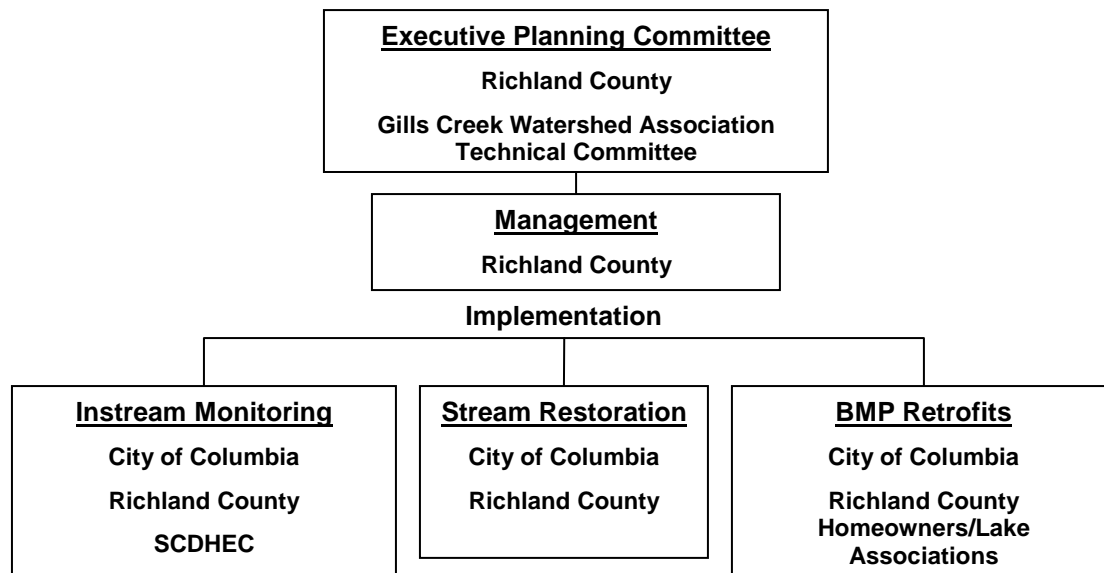 Executive Planning Committee
Richland County
Gills Creek Watershed Association
Technical Committee
Management
Richland County
Implementation
Instream Monitoring
City of Columbia
Richland County
SCDHEC
Stream Restoration
City of Columbia
Richland County
BMP Retrofits
City of Columbia
Richland County
Homeowners/Lake
Associations